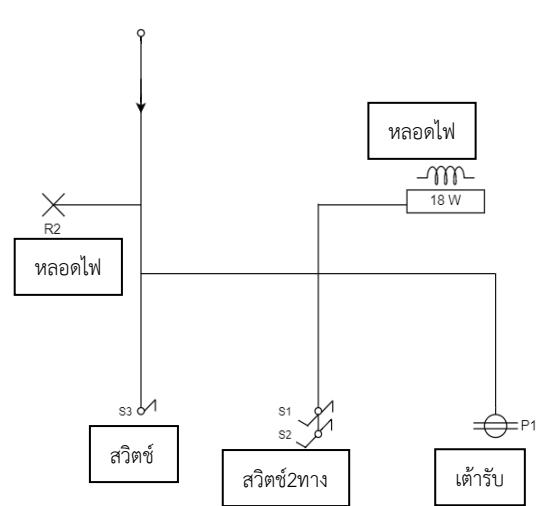 หลอดไฟ
18 W
R2
หลอดไฟ
S3
S1
S2
P1
สวิตช์
สวิตช์2ทาง
เต้ารับ